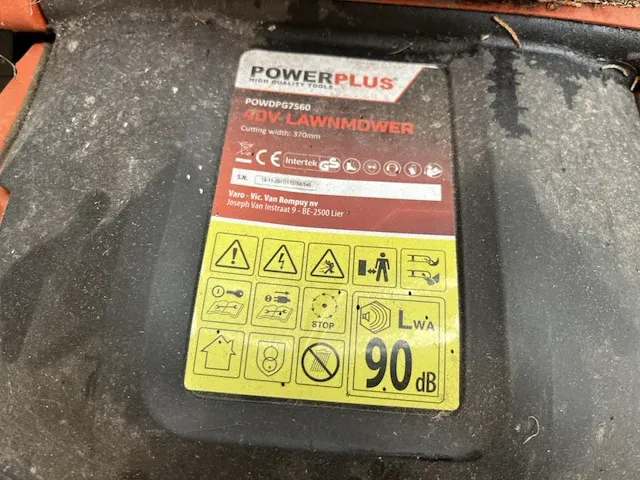 POWERPLUS
HIGH QUALITY TOOLS
POWDPG7560
40V LAWNMOWER
Cutting width: 370mm
CE Intertek GS
S.N.
Varo - Vic. Van Rompuy nv
Joseph Van Instraat 9 - BE-2500 Lier
STOP
LWA
90 dB